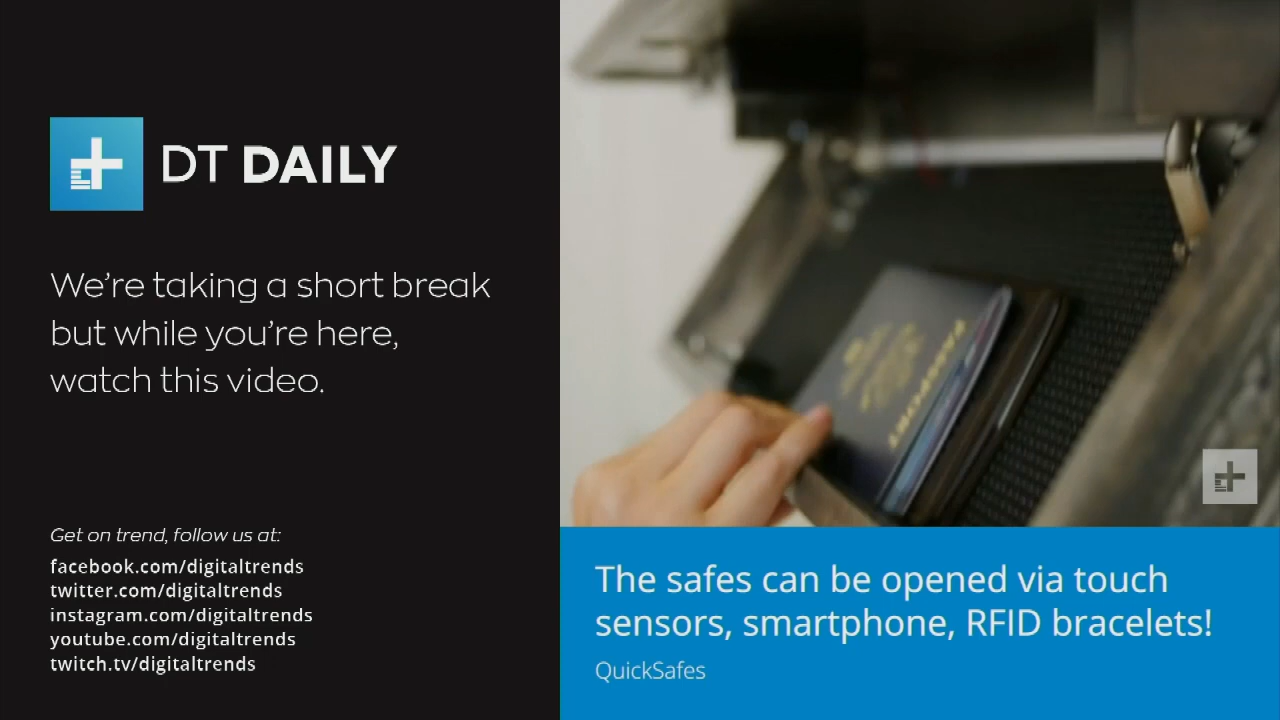 DT DAILY
We're taking a short break
but while you're here,
watch this video.
Get on trend, follow us at:
facebook.com/digitaltrends
twitter.com/digitaltrends
instagram.com/digitaltrends
youtube.com/digitaltrends
twitch.tv/digitaltrends
PASSPORT
The safes can be opened via touch
sensors, smartphone, RFID bracelets!
QuickSafes